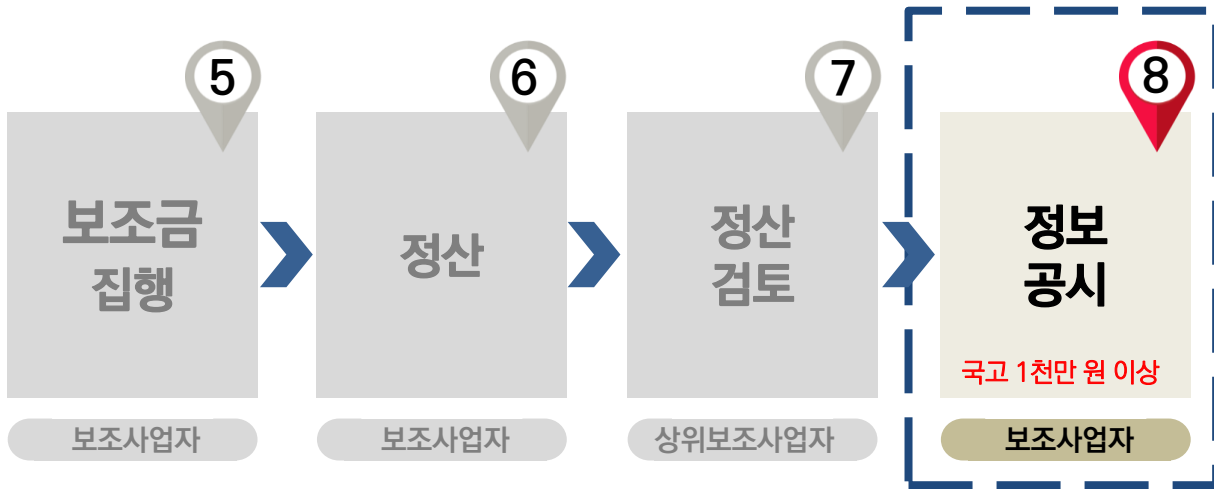 5
6
7
8
보조금
집행
정산
정산
검토
정보
공시
국고 1천만 원 이상
보조사업자
보조사업자
상위보조사업자
보조사업자